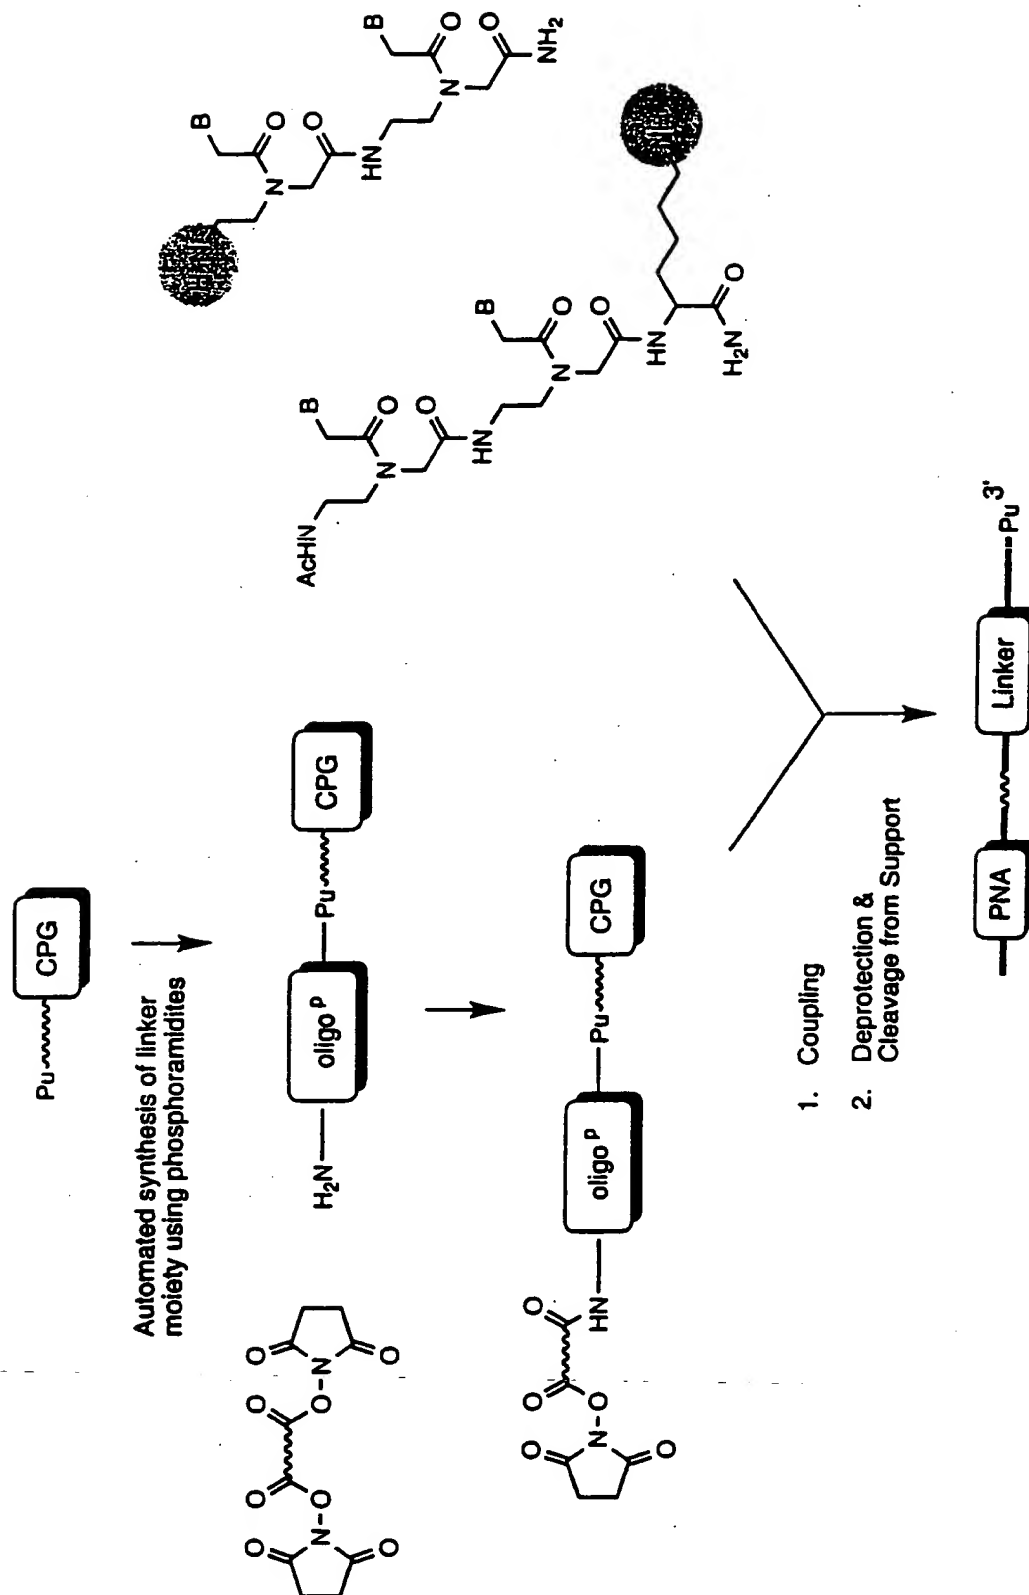 Pu
CPG
Automated synthesis of linker
moiety using phosphoramidites
H₂N
oligo^p
Pu
CPG
O
O
N
O
O
O
O
N
O
O
O
O
N
O
O
O
HN
oligo^p
Pu
CPG
B
O
N
O
HN
B
O
N
O
NH₂
AcHN
B
O
N
O
HN
B
O
N
O
HN
H₂N
O
1. Coupling
2. Deprotection &
Cleavage from Support
PNA
Linker
Pu 3'